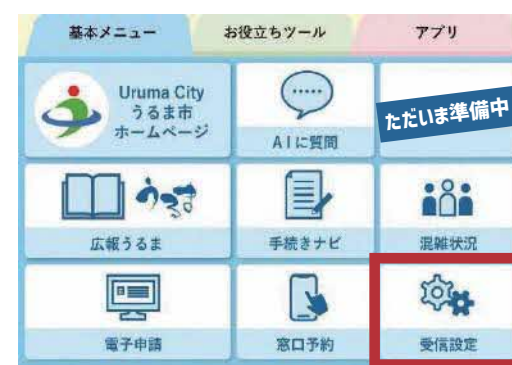 基本メニュー
お役立ちツール
アプリ
Uruma City
うるま市
ホームページ
AIに質問
ただいま準備中
うるま
広報うるま
手続きナビ
混雑状況
電子申請
窓口予約
受信設定